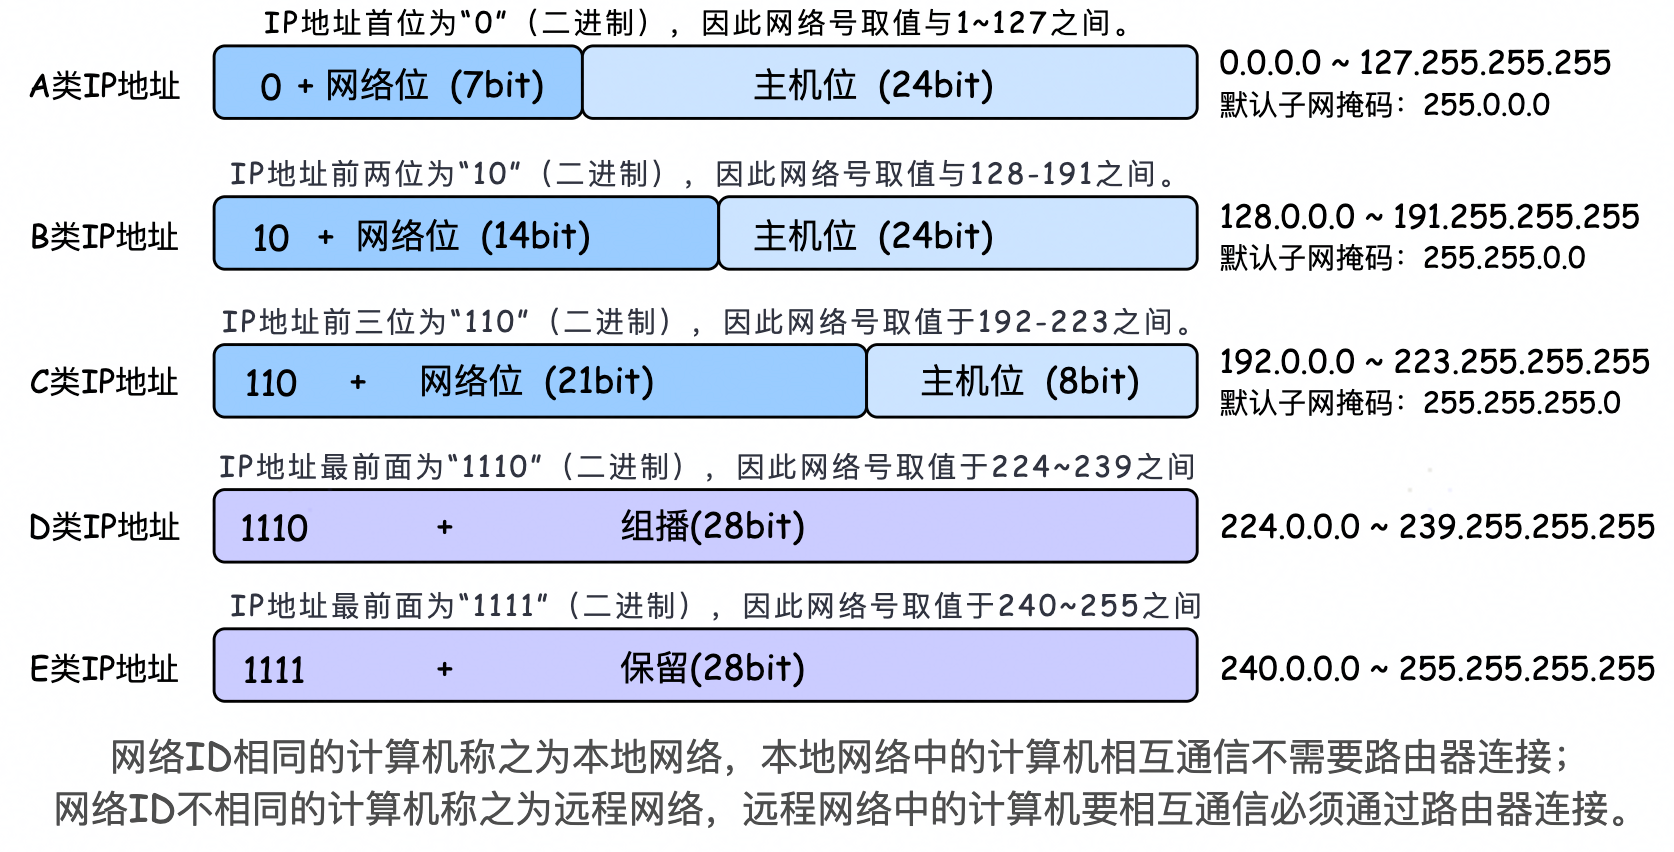 IP地址首位为“0”（二进制），因此网络号取值与1~127之间。
A类IP地址
0 + 网络位 (7bit)
主机位 (24bit)
0.0.0.0 ~ 127.255.255.255
默认子网掩码：255.0.0.0
IP地址前两位为“10”（二进制），因此网络号取值与128-191之间。
B类IP地址
10 + 网络位 (14bit)
主机位 (24bit)
128.0.0.0 ~ 191.255.255.255
默认子网掩码：255.255.0.0
IP地址前三位为“110”（二进制），因此网络号取值于192-223之间。
C类IP地址
110 + 网络位 (21bit)
主机位 (8bit)
192.0.0.0 ~ 223.255.255.255
默认子网掩码：255.255.255.0
IP地址最前面为“1110”（二进制），因此网络号取值于224~239之间
D类IP地址
1110 + 组播(28bit)
224.0.0.0 ~ 239.255.255.255
IP地址最前面为“1111”（二进制），因此网络号取值于240~255之间
E类IP地址
1111 + 保留(28bit)
240.0.0.0 ~ 255.255.255.255
网络ID相同的计算机称之为本地网络，本地网络中的计算机相互通信不需要路由器连接；
网络ID不相同的计算机称之为远程网络，远程网络中的计算机要相互通信必须通过路由器连接。